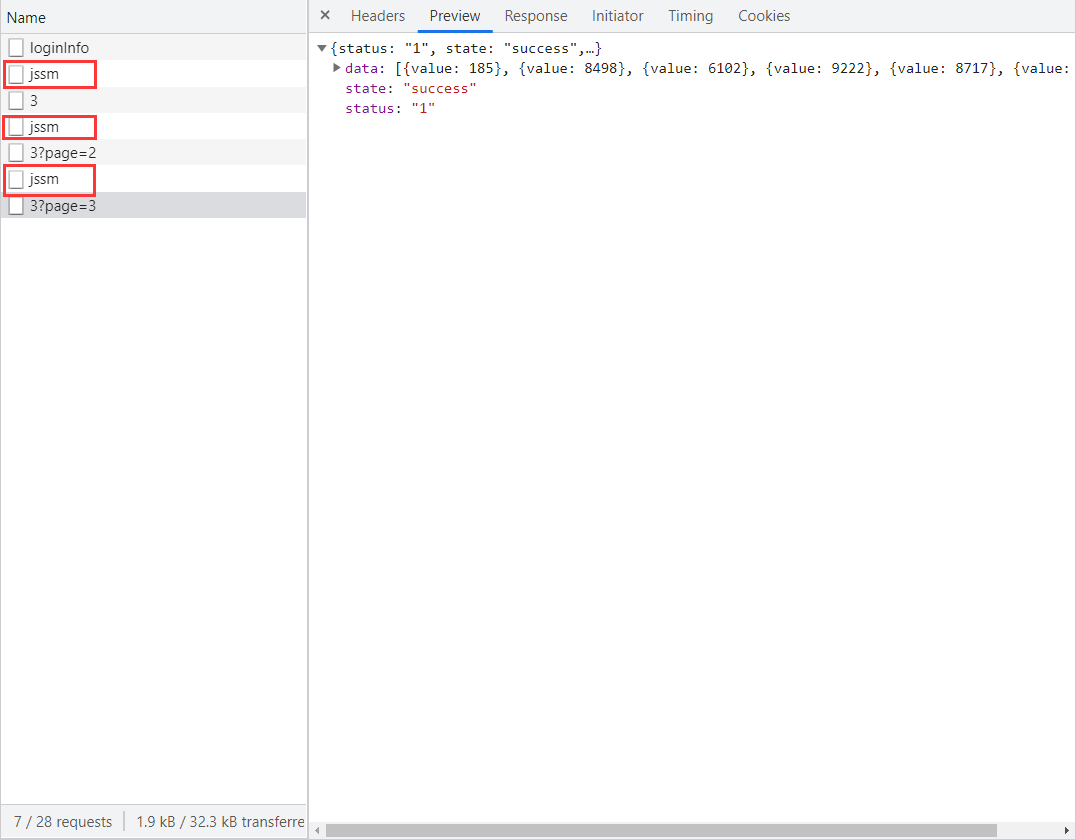 Name
loginInfo
jssm
3
jssm
3?page=2
jssm
3?page=3
7 / 28 requests
1.9 kB / 32.3 kB transferre
× Headers Preview Response Initiator Timing Cookies
▼{status: "1", state: "success",…}
▶data: [{value: 185}, {value: 8498}, {value: 6102}, {value: 9222}, {value: 8717}, {value:
state: "success"
status: "1"